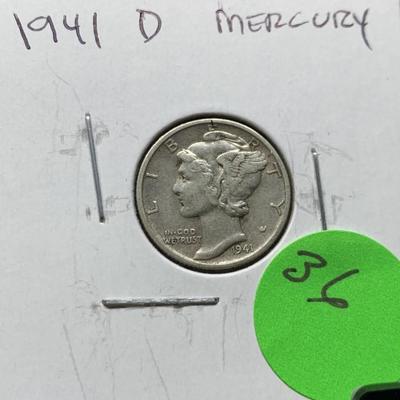 1941 D MERCURY
LIBERTY
IN GOD
WE TRUST
1941
36